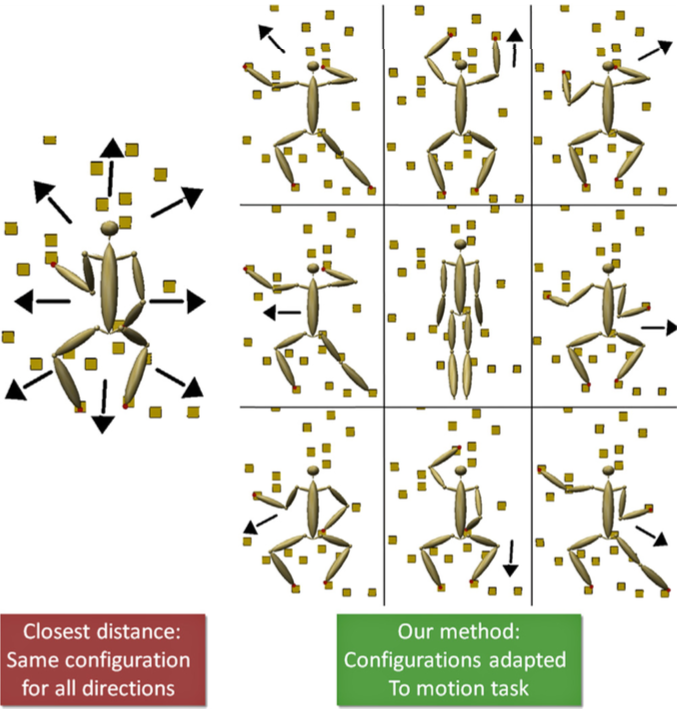 Closest distance:
Same configuration
for all directions
Our method:
Configurations adapted
To motion task